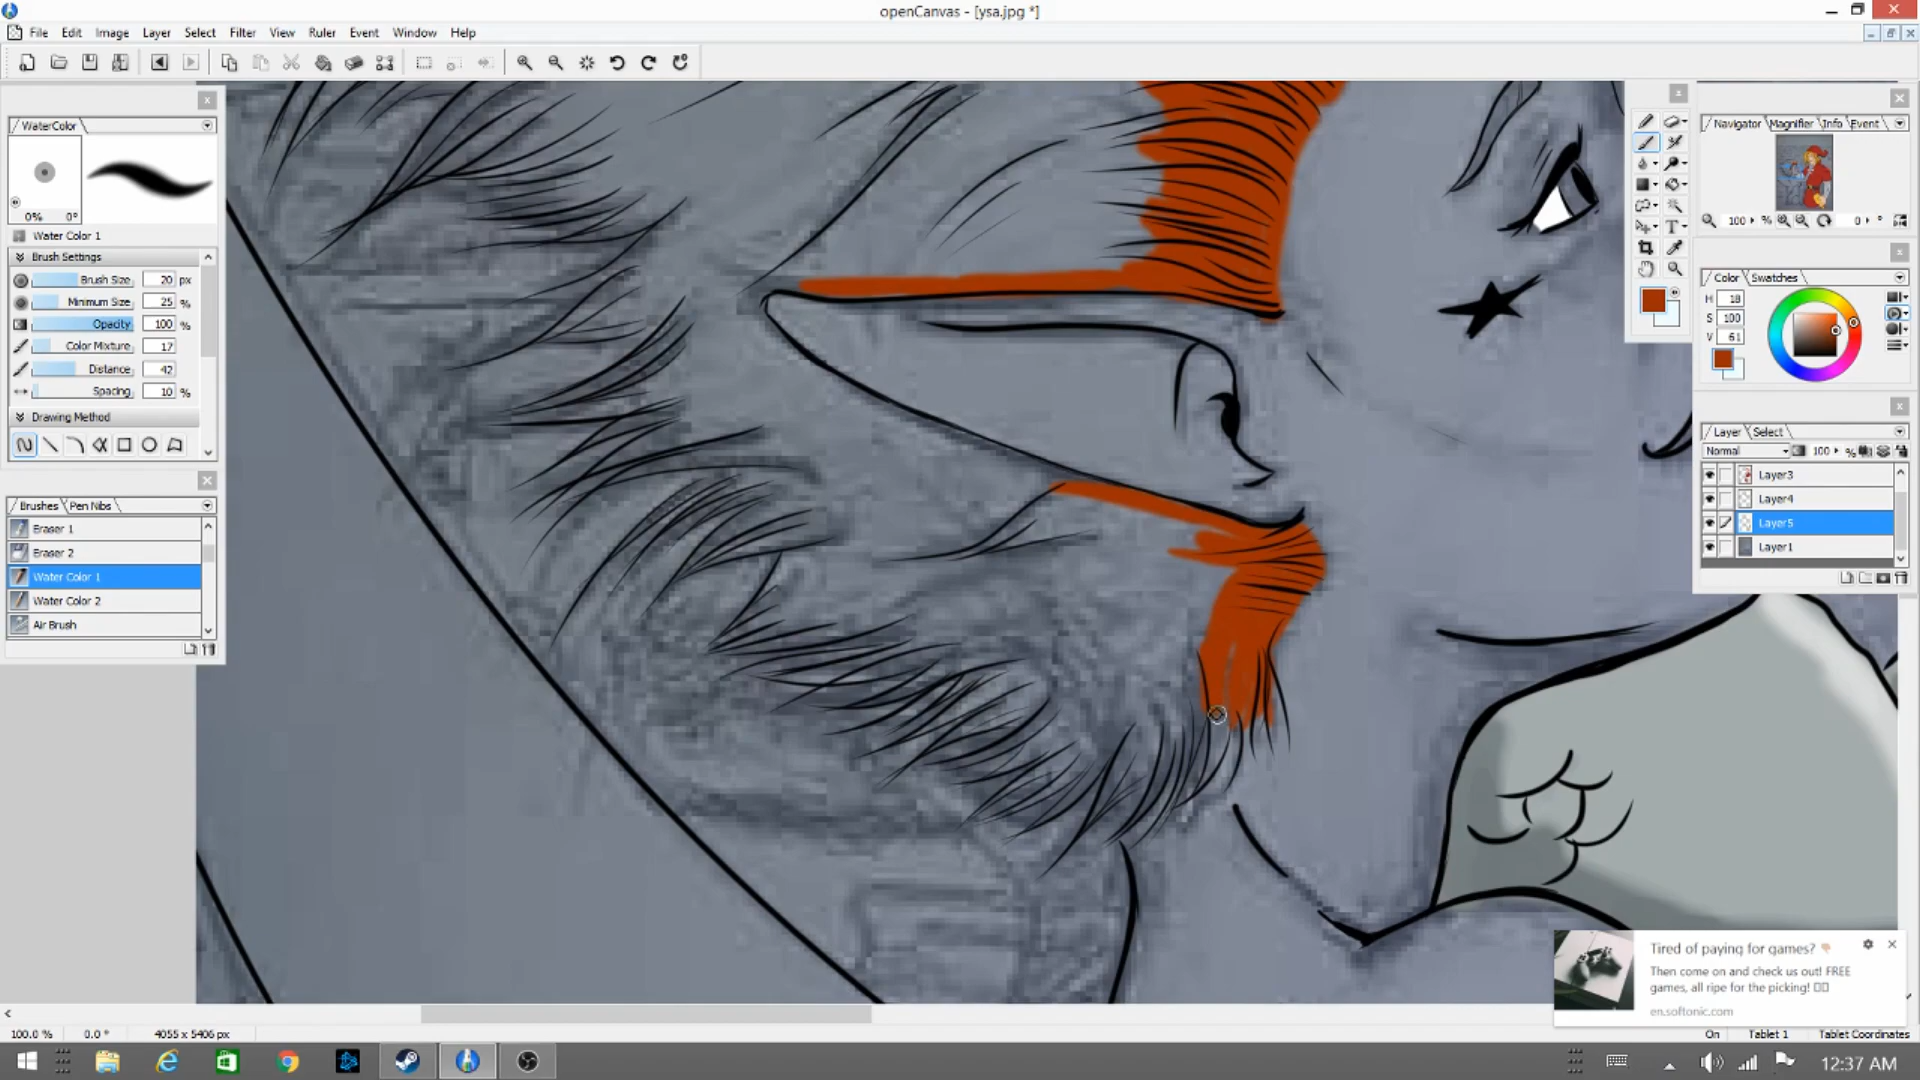 openCanvas - [ysa.jpg *]
File Edit Image Layer Select Filter View Ruler Event Window Help
WaterColor
0% 0°
Water Color 1
Brush Settings
Brush Size 20 px
Minimum Size 25 %
Opacity 100 %
Color Mixture 17
Distance 42
Spacing 10 %
Drawing Method
Brushes Pen Nibs
Eraser 1
Eraser 2
Water Color 1
Water Color 2
Air Brush
Navigator Magnifier Info Event
100 % 0 °
Color Swatches
H 18
S 100
V 61
Layer Select
Normal 100 %
Layer3
Layer4
Layer5
Layer1
Tired of paying for games?
Then come on and check us out! FREE
games, all ripe for the picking!
en.softonic.com
100.0 % 0.0 ° 4055 x 5406 px
On Tablet 1 Tablet Coordinates
12:37 AM